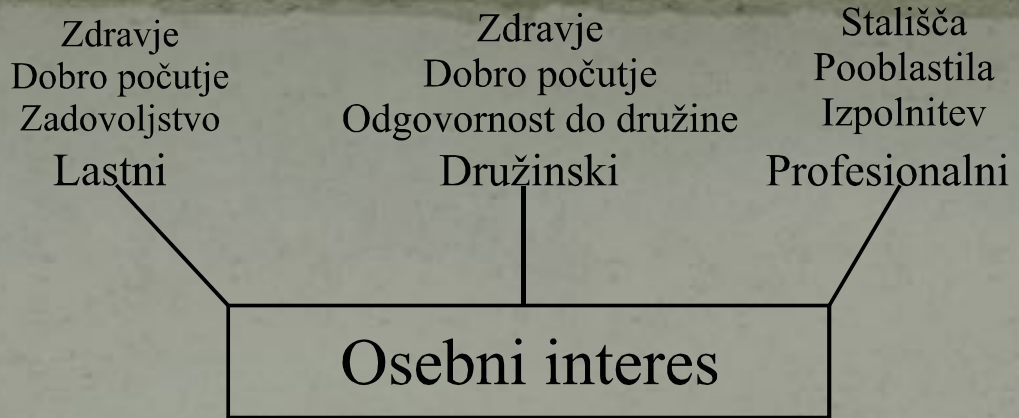 Zdravje
Dobro počutje
Zadovoljstvo
Lastni
Zdravje
Dobro počutje
Odgovornost do družine
Družinski
Stališča
Pooblastila
Izpolnitev
Profesionalni
Osebni interes